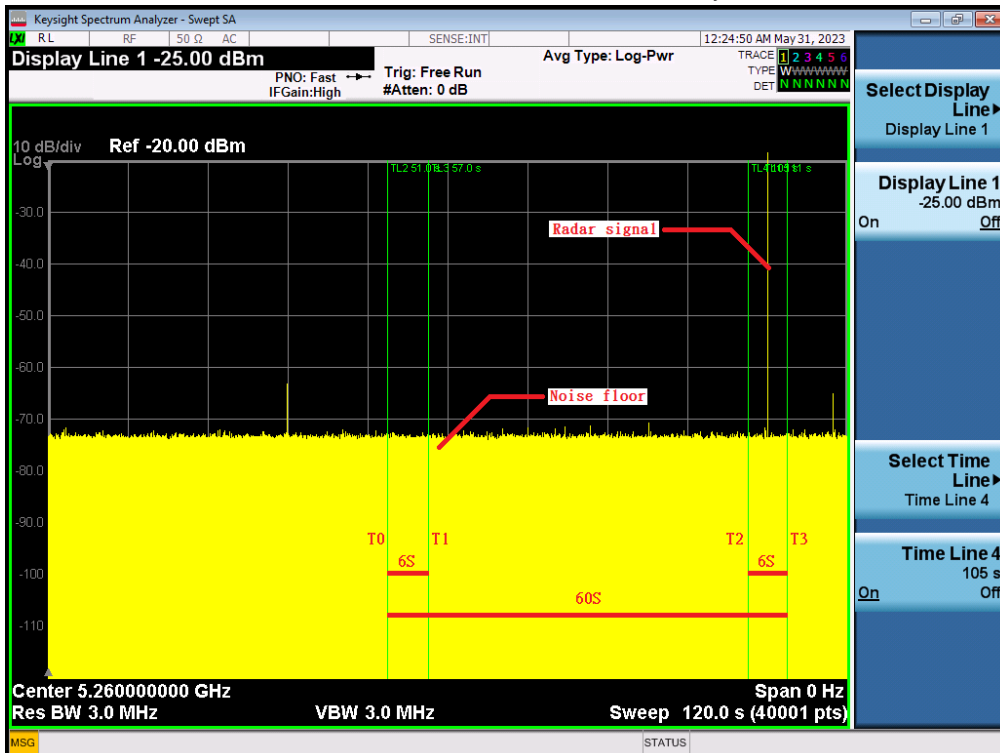 Keysight Spectrum Analyzer - Swept SA
LXI RL RF 50 Ω AC SENSE:INT 12:24:50 AM May 31, 2023
Display Line 1 -25.00 dBm
PNO: Fast
IFGain:High
Trig: Free Run
#Atten: 0 dB
Avg Type: Log-Pwr
TRACE 1 2 3 4 5 6
TYPE WWWWWW
DET N N N N N N
Select Display
Line
Display Line 1
Display Line 1
-25.00 dBm
On Off
10 dB/div Ref -20.00 dBm
Log
TL3 57.0 s
-30.0
-40.0
-50.0
-60.0
-70.0
-80.0
-90.0
-100
-110
Radar signal
Noise floor
T0 T1 T2 T3
6S 6S
60S
Select Time
Line
Time Line 4
Time Line 4
105 s
On Off
Center 5.260000000 GHz Span 0 Hz
Res BW 3.0 MHz VBW 3.0 MHz Sweep 120.0 s (40001 pts)
MSG STATUS